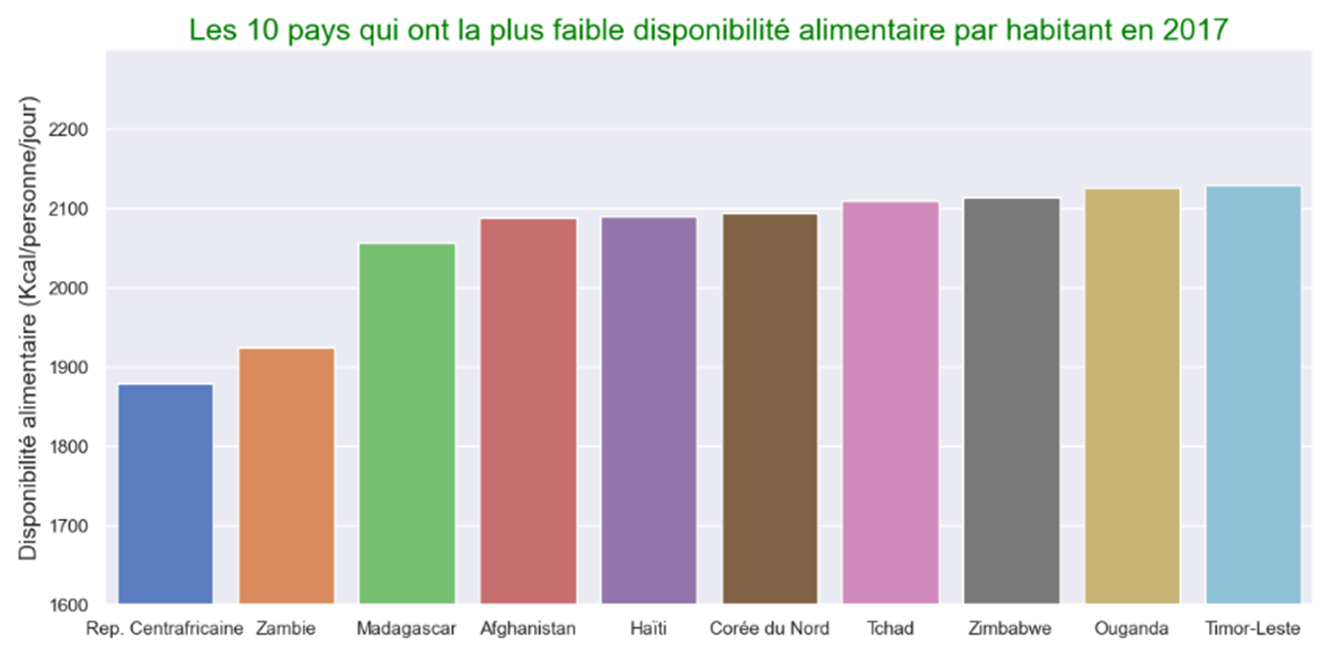 Les 10 pays qui ont la plus faible disponibilité alimentaire par habitant en 2017
Disponibilité alimentaire (Kcal/personne/jour)
2200
2100
2000
1900
1800
1700
1600
Rep. Centrafricaine Zambie Madagascar Afghanistan Haïti Corée du Nord Tchad Zimbabwe Ouganda Timor-Leste